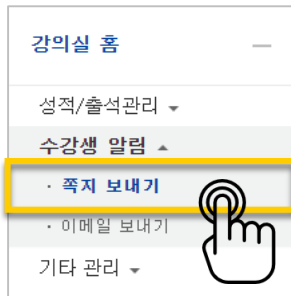 강의실 홈
성적/출석관리 ▾
수강생 알림 ▴
· 쪽지 보내기
· 이메일 보내기
기타 관리 ▾